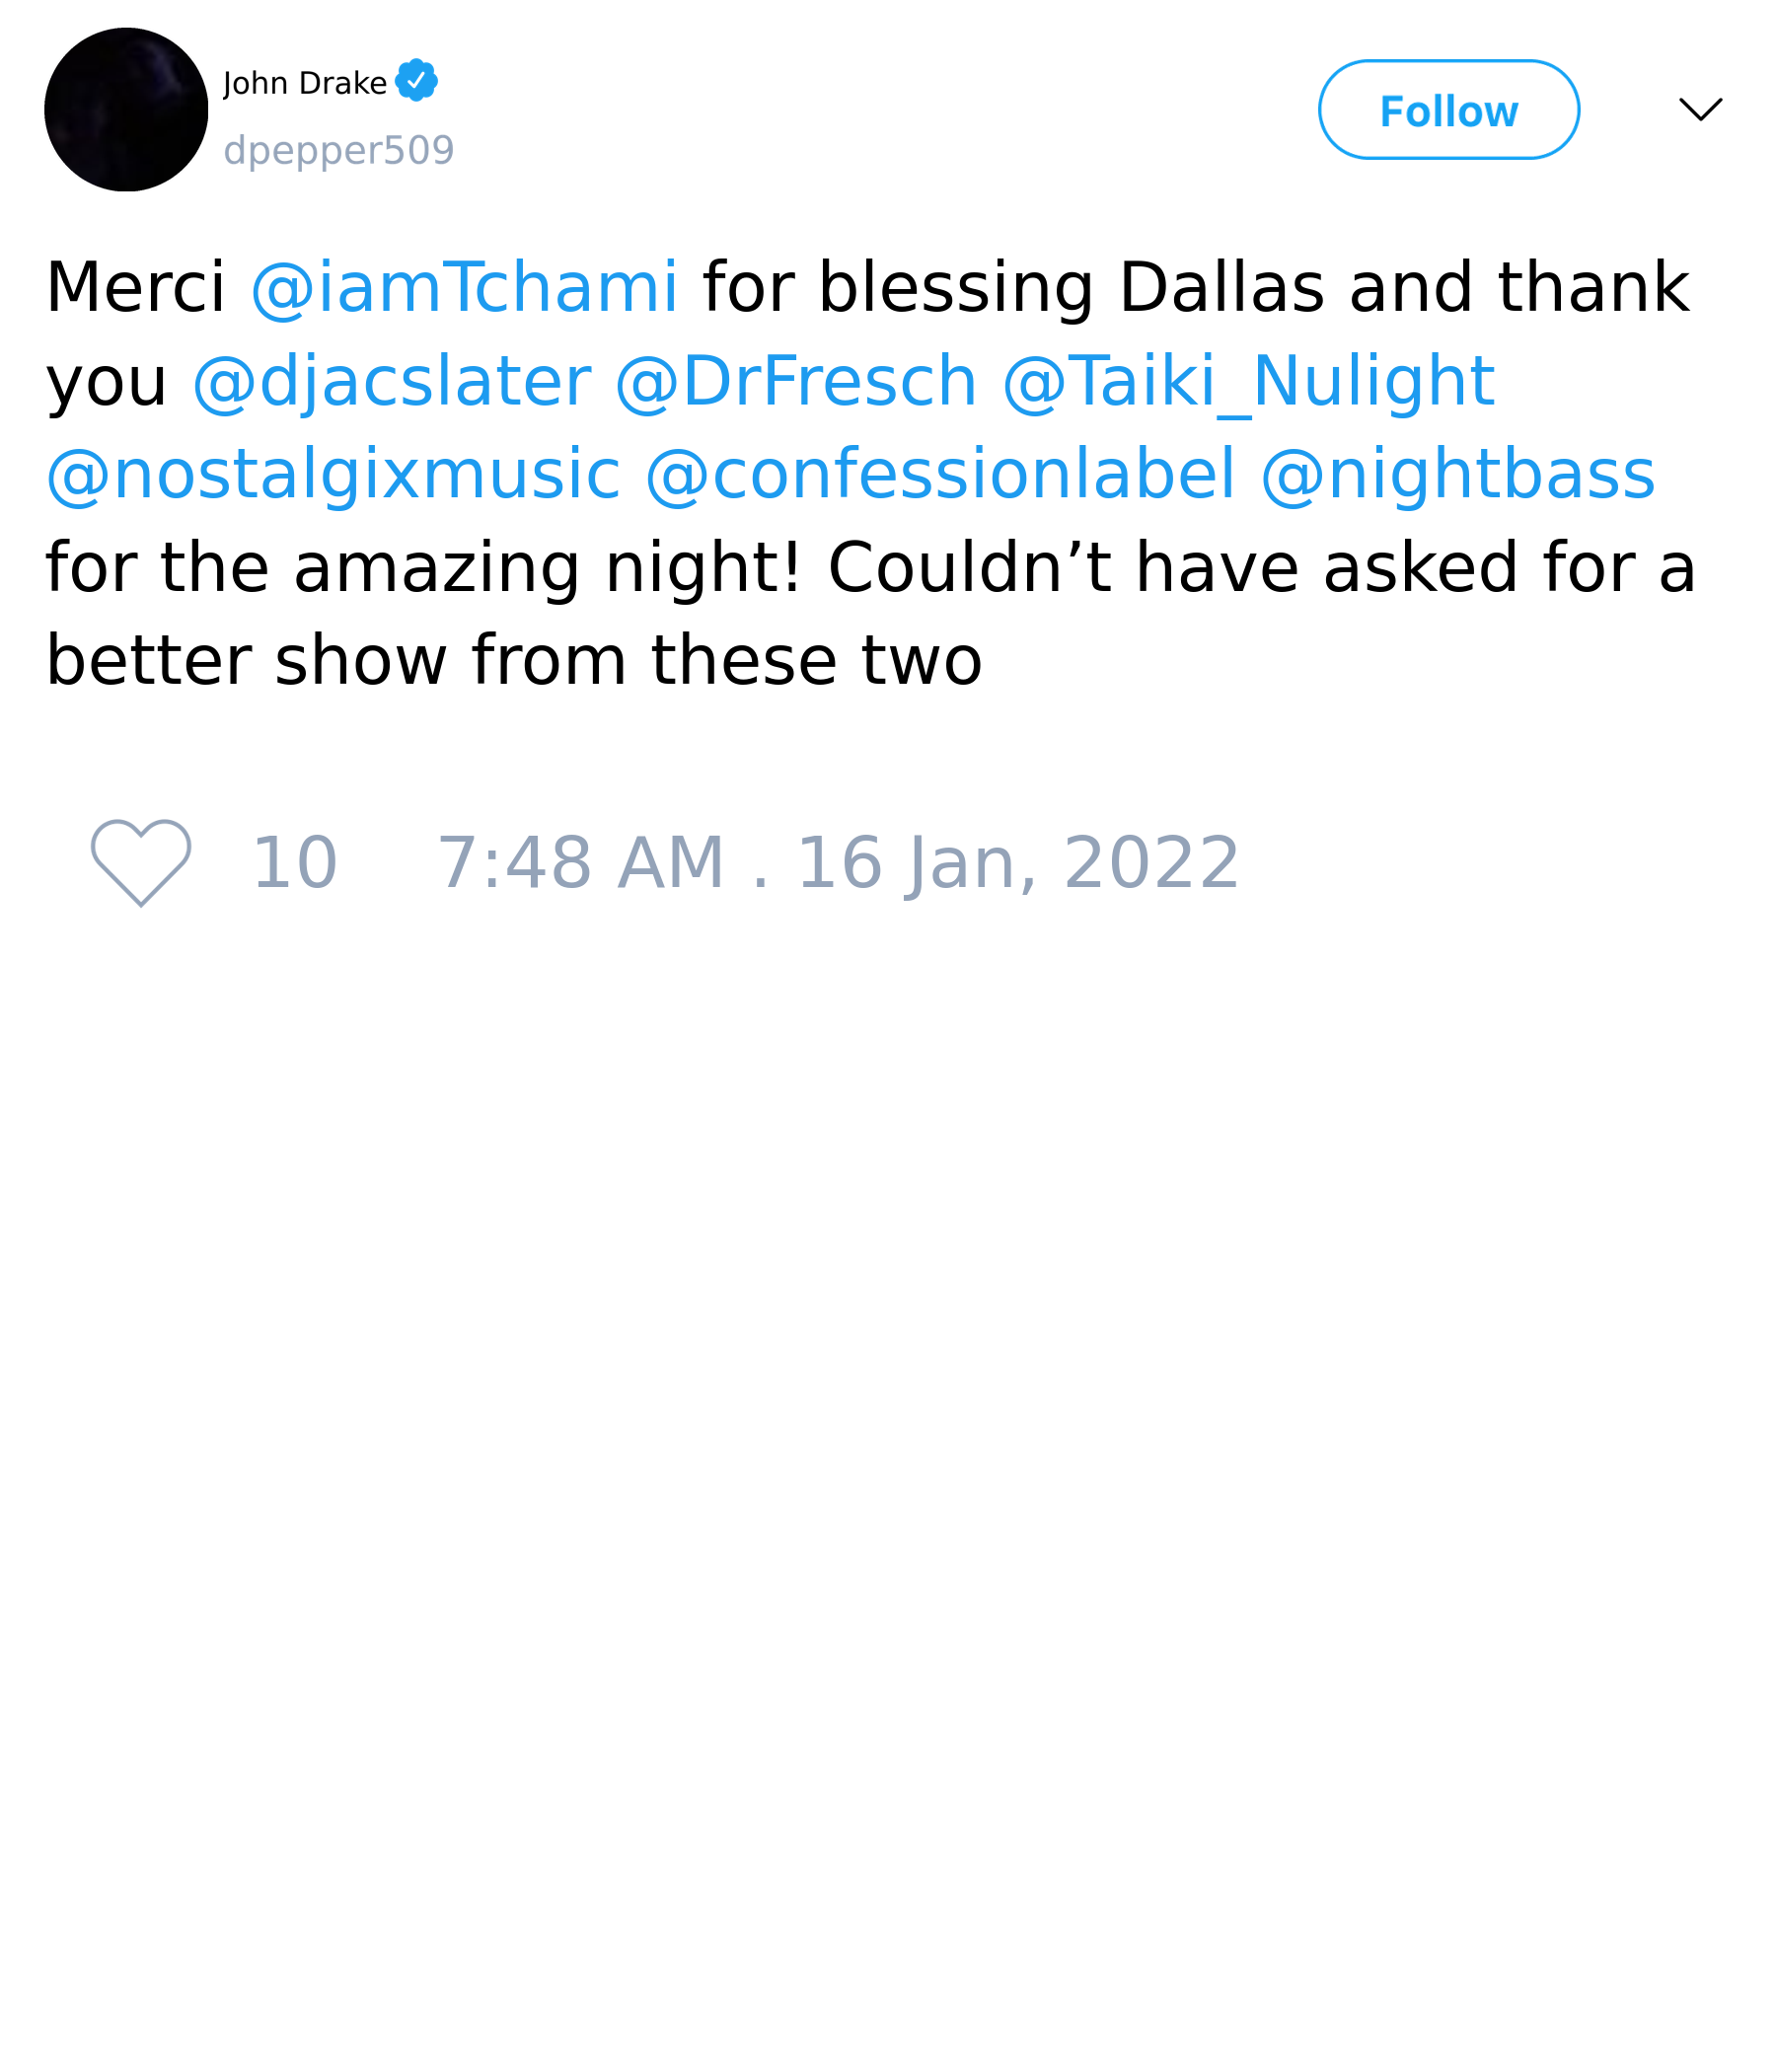 John Drake
dpepper509
Follow
Merci @iamTchami for blessing Dallas and thank
you @djacslater @DrFresch @Taiki_Nulight
@nostalgixmusic @confessionlabel @nightbass
for the amazing night! Couldn’t have asked for a
better show from these two
10 7:48 AM . 16 Jan, 2022